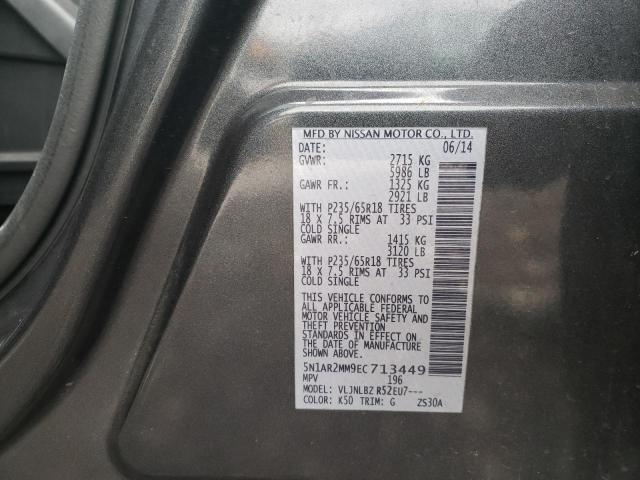 MFD BY NISSAN MOTOR CO., LTD.
DATE: 06/14
GVWR: 2715 KG
5986 LB
GAWR FR.: 1325 KG
2921 LB
WITH P235/65R18 TIRES
18 X 7.5 RIMS AT 33 PSI
COLD SINGLE
GAWR RR.: 1415 KG
3120 LB
WITH P235/65R18 TIRES
18 X 7.5 RIMS AT 33 PSI
COLD SINGLE
THIS VEHICLE CONFORMS TO
ALL APPLICABLE FEDERAL
MOTOR VEHICLE SAFETY AND
THEFT PREVENTION
STANDARDS IN EFFECT ON
THE DATE OF MANUFACTURE
SHOWN ABOVE.
5N1AR2MM9EC713449
MPV 196
MODEL: VLJNLBZ R52EU7---
COLOR: K50 TRIM: G ZS30A